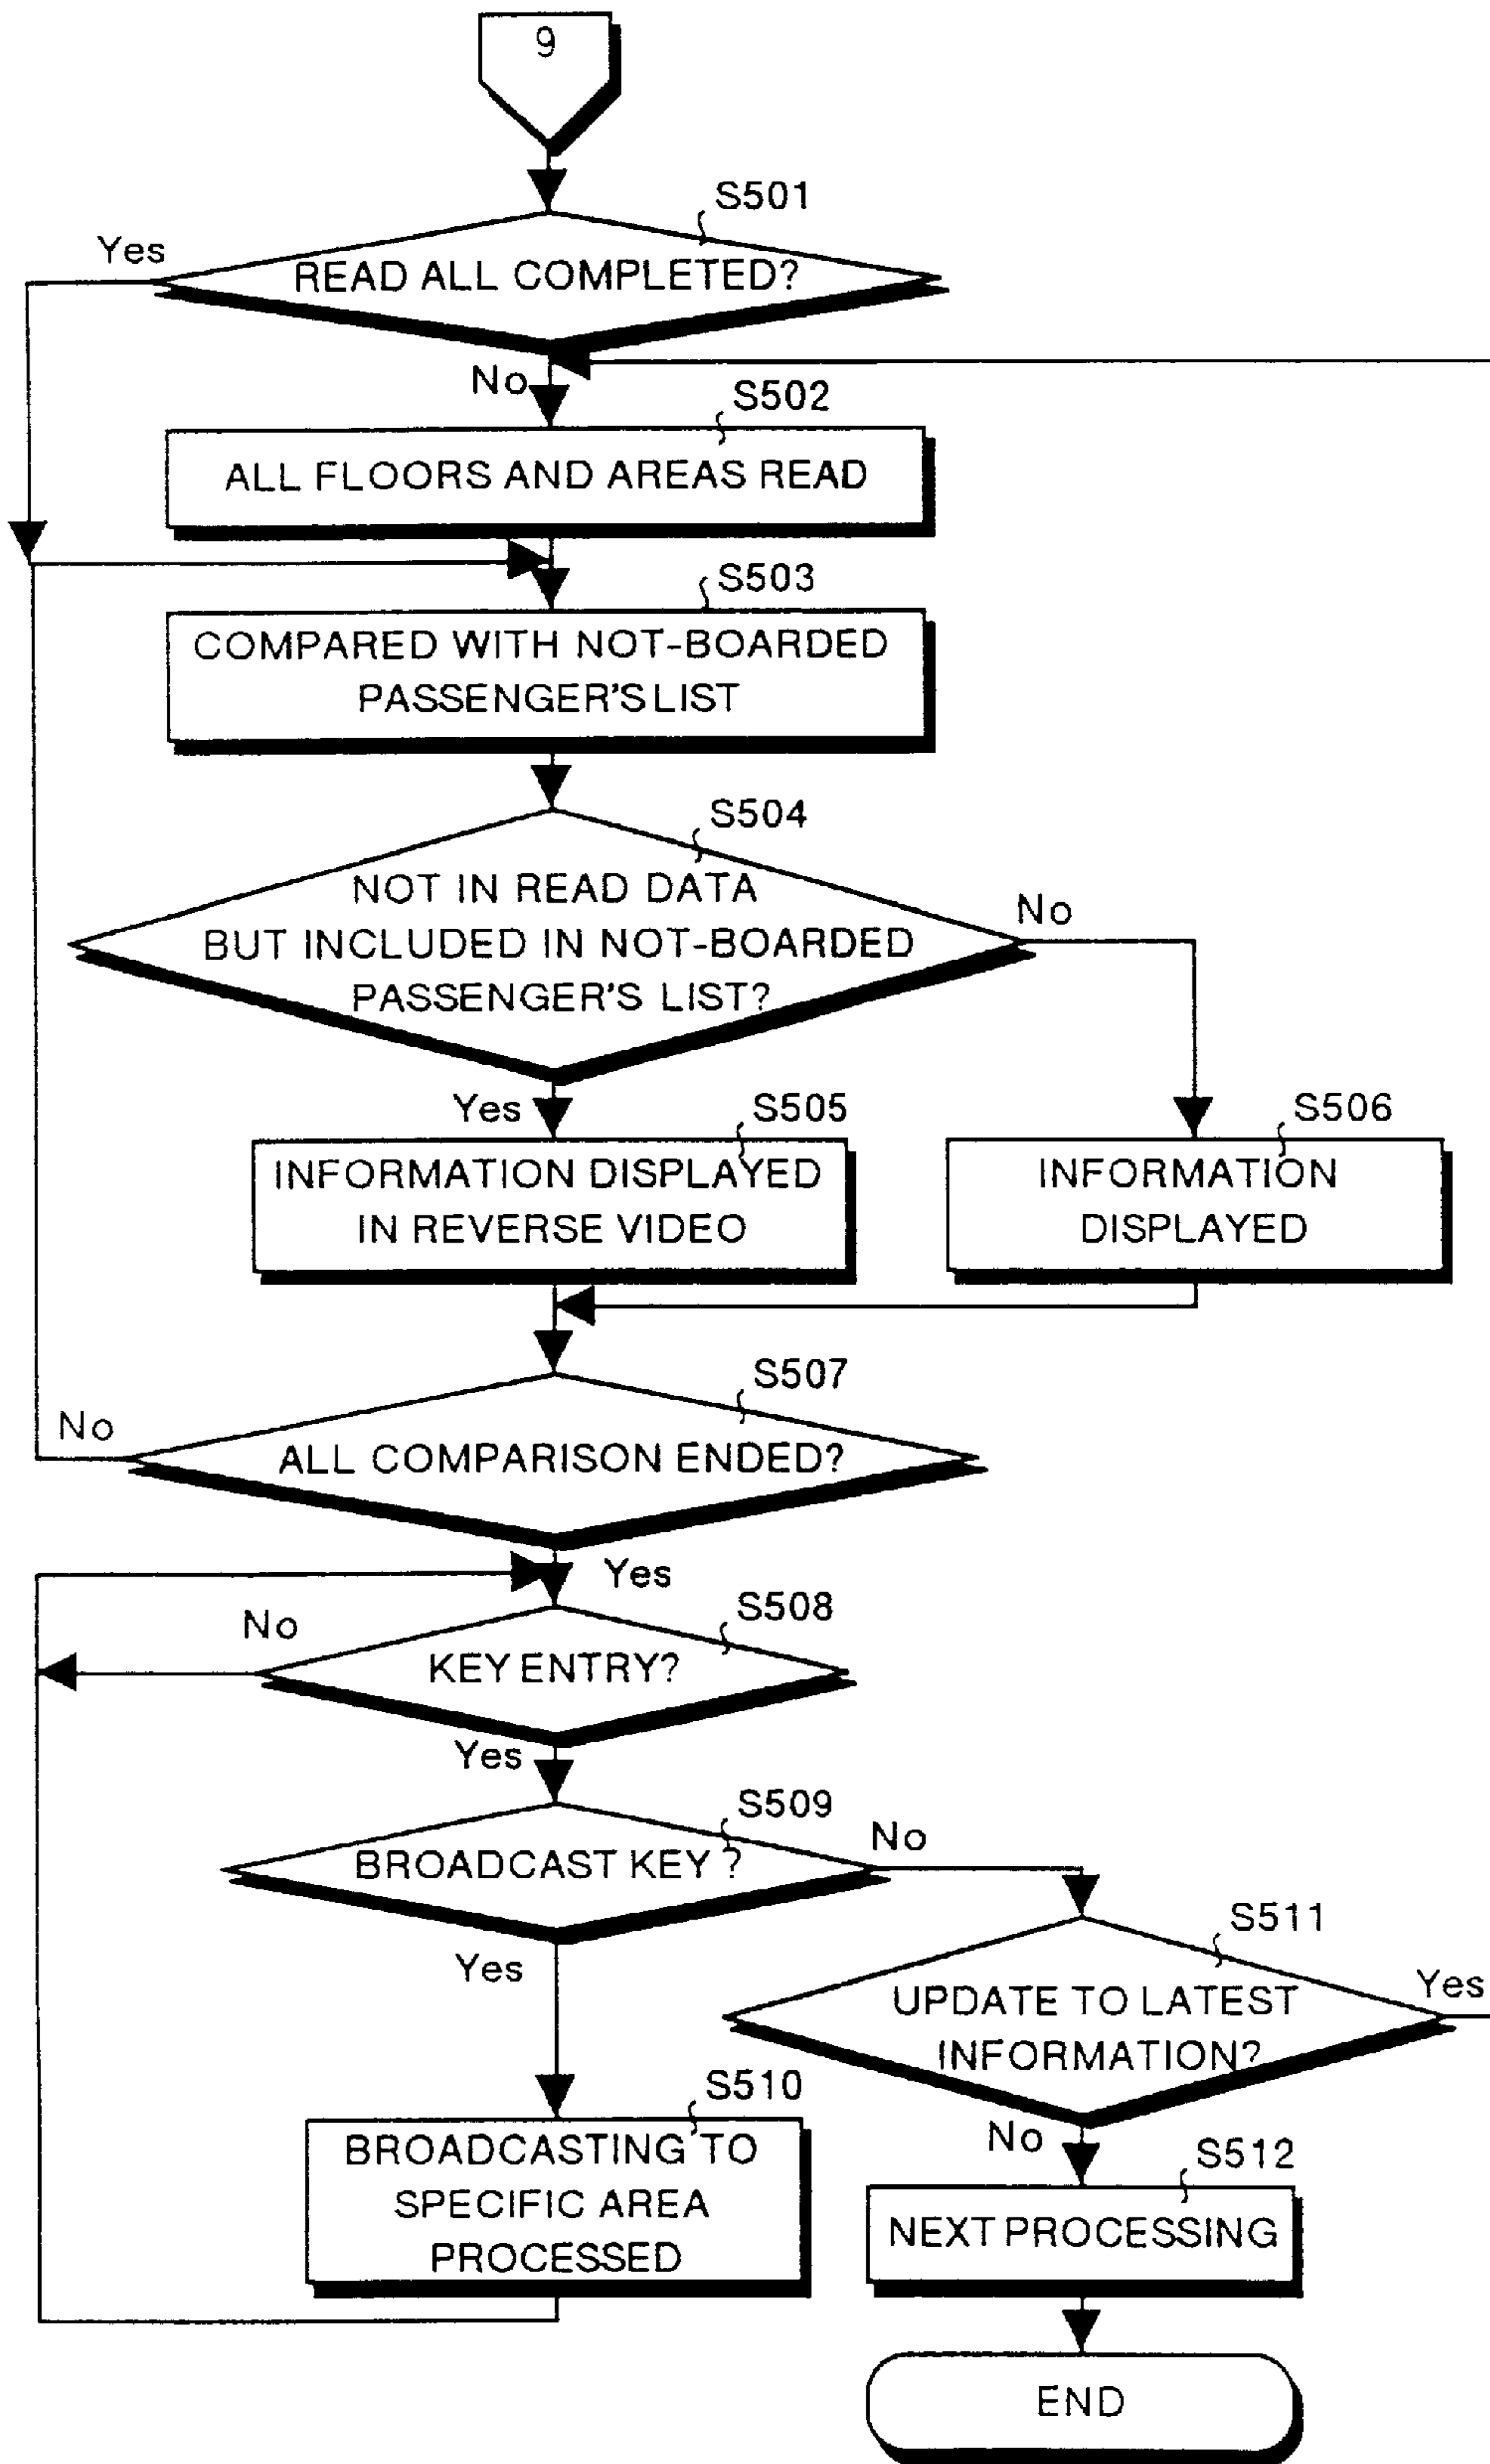 9
S501
Yes
READ ALL COMPLETED?
No
S502
ALL FLOORS AND AREAS READ
S503
COMPARED WITH NOT-BOARDED
PASSENGER'S LIST
S504
NOT IN READ DATA
BUT INCLUDED IN NOT-BOARDED
PASSENGER'S LIST?
No
Yes
S505
S506
INFORMATION DISPLAYED
IN REVERSE VIDEO
INFORMATION
DISPLAYED
S507
No
ALL COMPARISON ENDED?
Yes
S508
No
KEY ENTRY?
Yes
S509
No
BROADCAST KEY ?
Yes
S511
Yes
UPDATE TO LATEST
INFORMATION?
S510
No
BROADCASTING TO
SPECIFIC AREA
PROCESSED
S512
NEXT PROCESSING
END